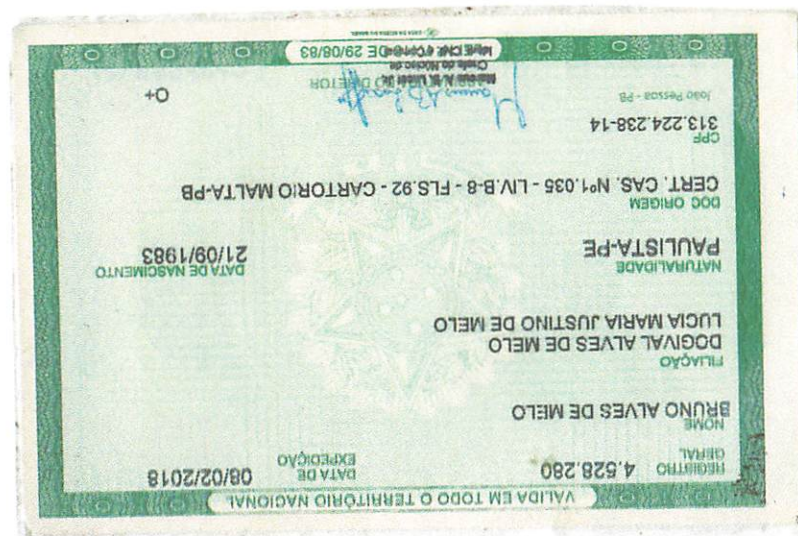 VALIDA EM TODO O TERRITÓRIO NACIONAL
REGISTRO GERAL 4.528.280 DATA DE EXPEDIÇÃO 08/02/2018
NOME
BRUNO ALVES DE MELO
FILIAÇÃO
DOGIVAL ALVES DE MELO
LUCIA MARIA JUSTINO DE MELO
NATURALIDADE DATA DE NASCIMENTO
PAULISTA-PE 21/09/1983
DOC ORIGEM
CERT. CAS. Nº1.035 - LIV.B-8 - FLS.92 - CARTORIO MALTA-PB
CPF
313.224.238-14
João Pessoa - PB
O+
DE 29/08/83